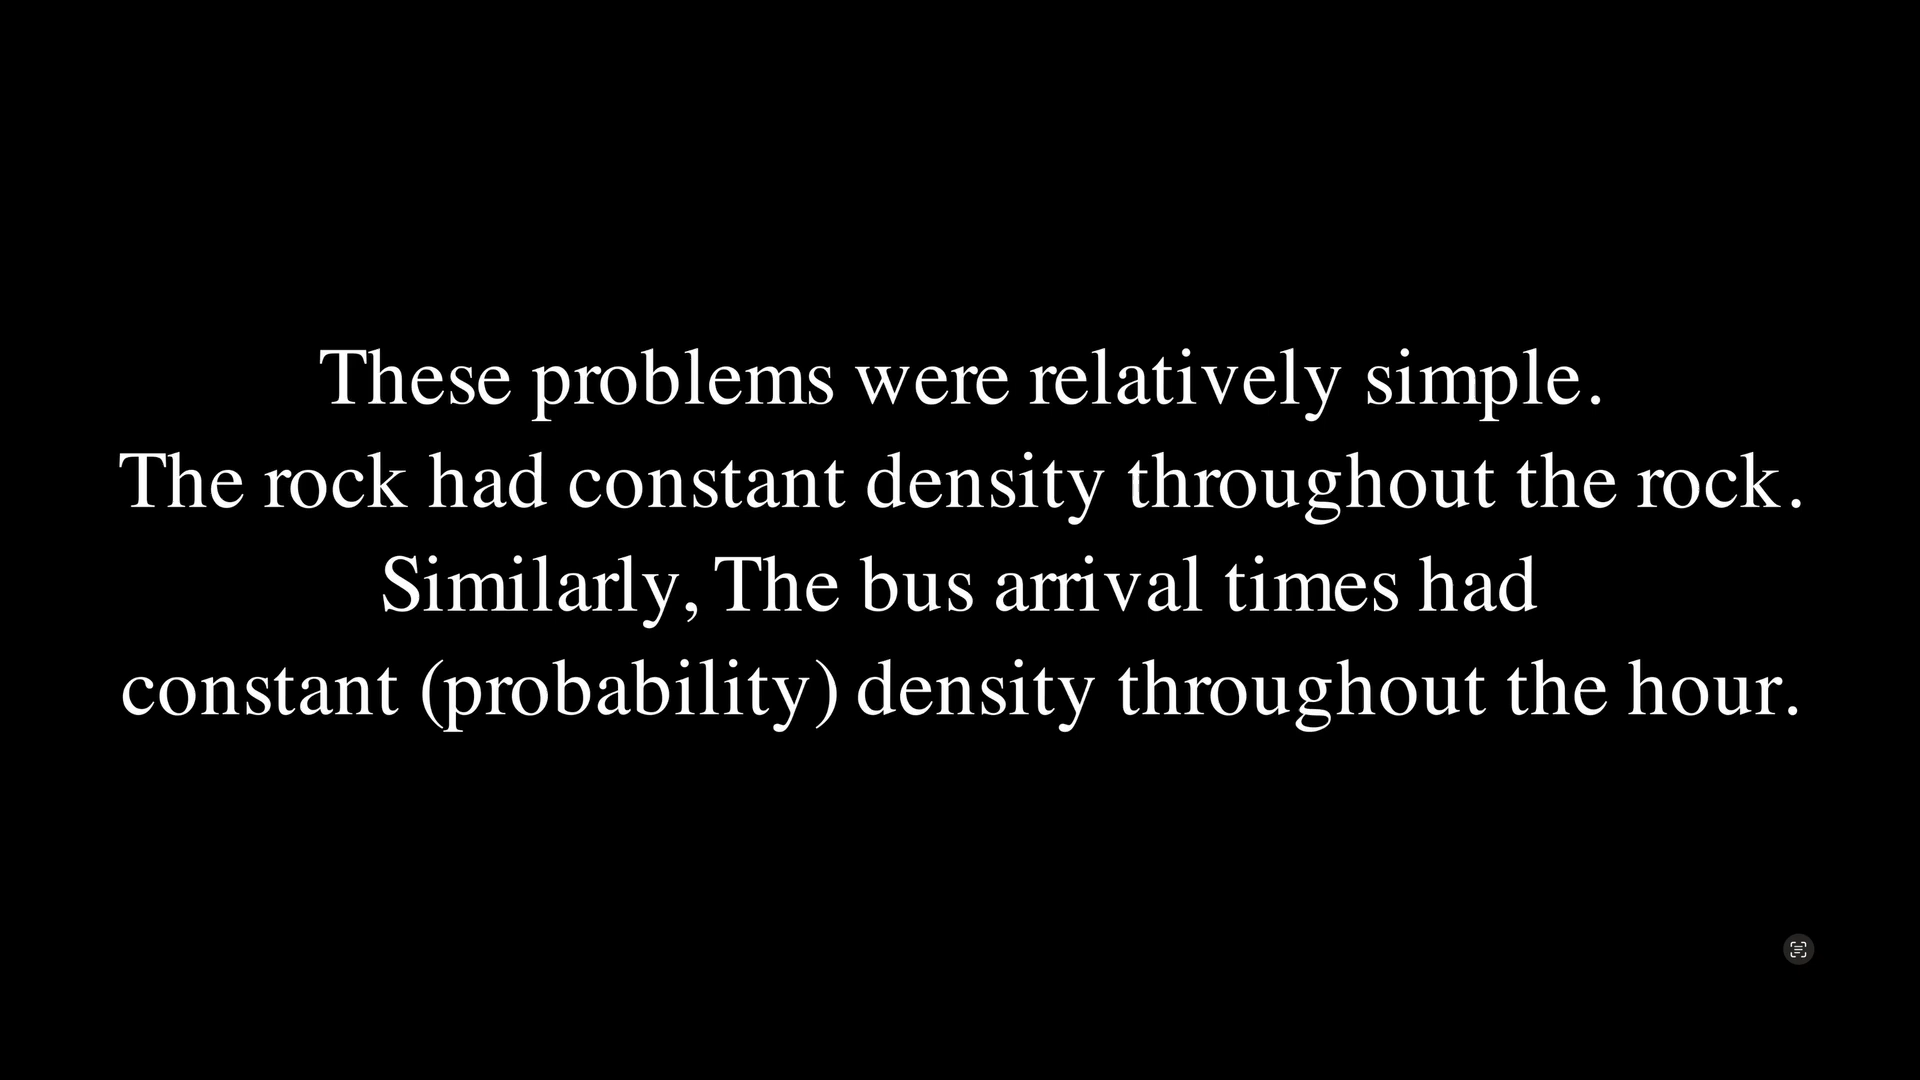 These problems were relatively simple.
The rock had constant density throughout the rock.
Similarly, The bus arrival times had
constant (probability) density throughout the hour.